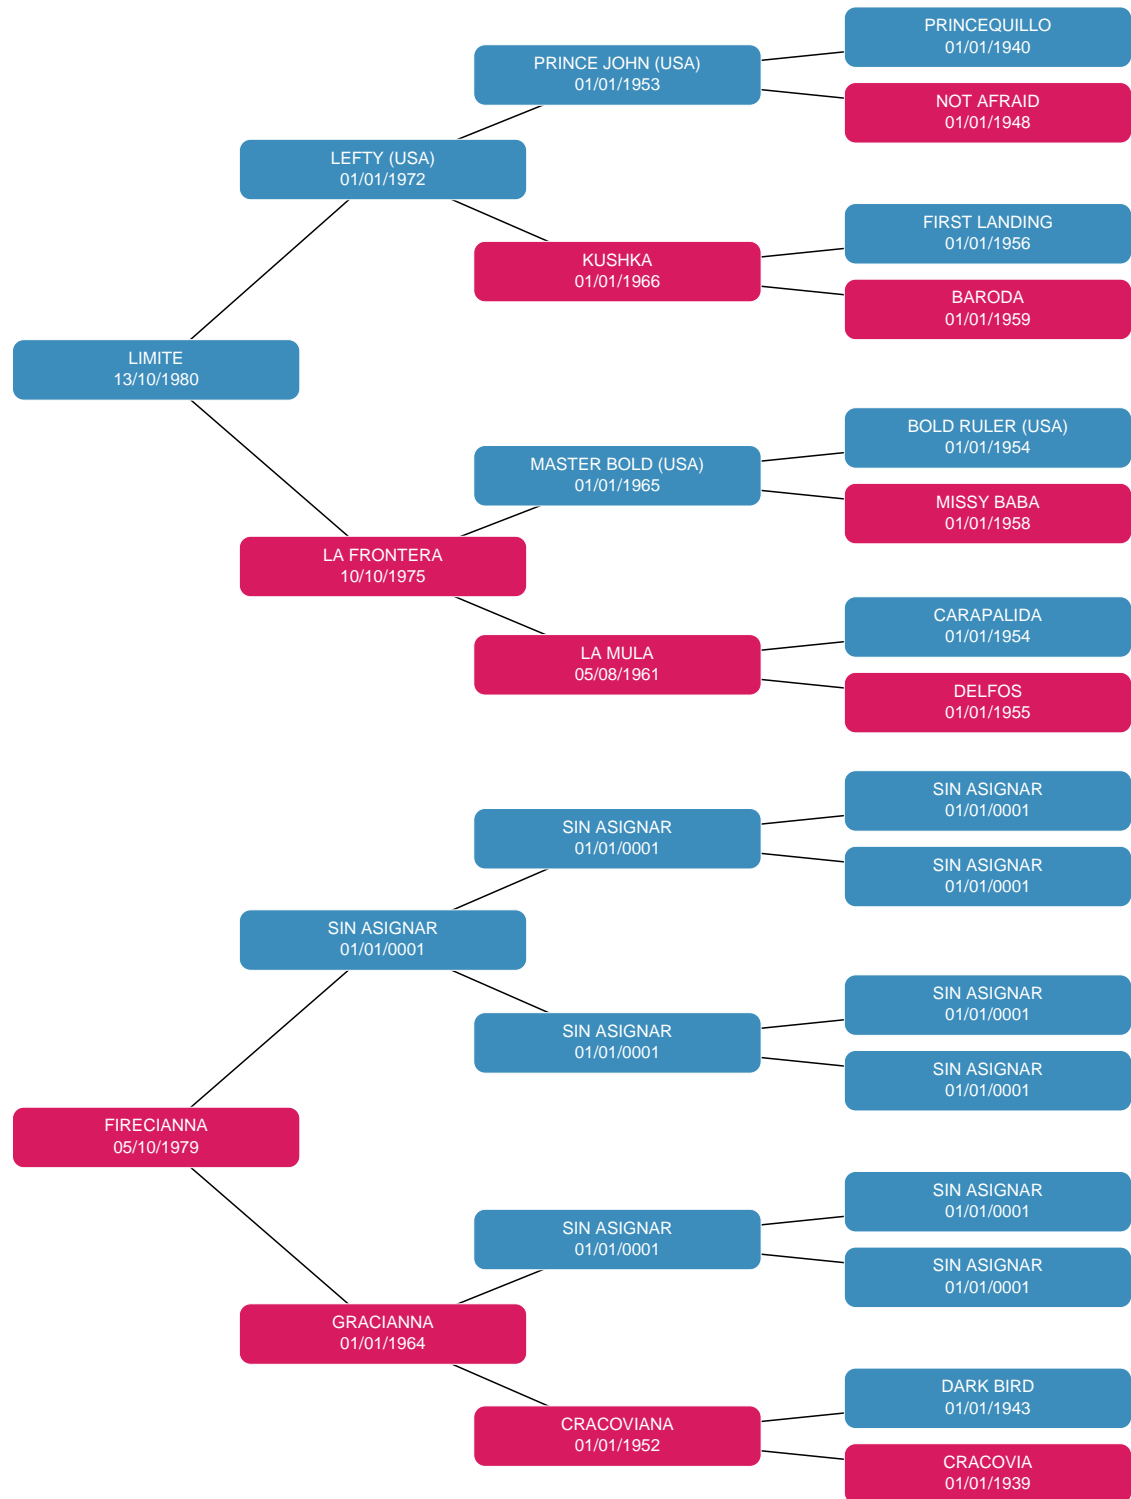 PRINCEQUILLO
01/01/1940
PRINCE JOHN (USA)
01/01/1953
NOT AFRAID
01/01/1948
LEFTY (USA)
01/01/1972
FIRST LANDING
01/01/1956
KUSHKA
01/01/1966
BARODA
01/01/1959
LIMITE
13/10/1980
BOLD RULER (USA)
01/01/1954
MASTER BOLD (USA)
01/01/1965
MISSY BABA
01/01/1958
LA FRONTERA
10/10/1975
CARAPALIDA
01/01/1954
LA MULA
05/08/1961
DELFOS
01/01/1955
SIN ASIGNAR
01/01/0001
SIN ASIGNAR
01/01/0001
SIN ASIGNAR
01/01/0001
SIN ASIGNAR
01/01/0001
SIN ASIGNAR
01/01/0001
SIN ASIGNAR
01/01/0001
SIN ASIGNAR
01/01/0001
FIRECIANNA
05/10/1979
SIN ASIGNAR
01/01/0001
SIN ASIGNAR
01/01/0001
SIN ASIGNAR
01/01/0001
GRACIANNA
01/01/1964
DARK BIRD
01/01/1943
CRACOVIANA
01/01/1952
CRACOVIA
01/01/1939